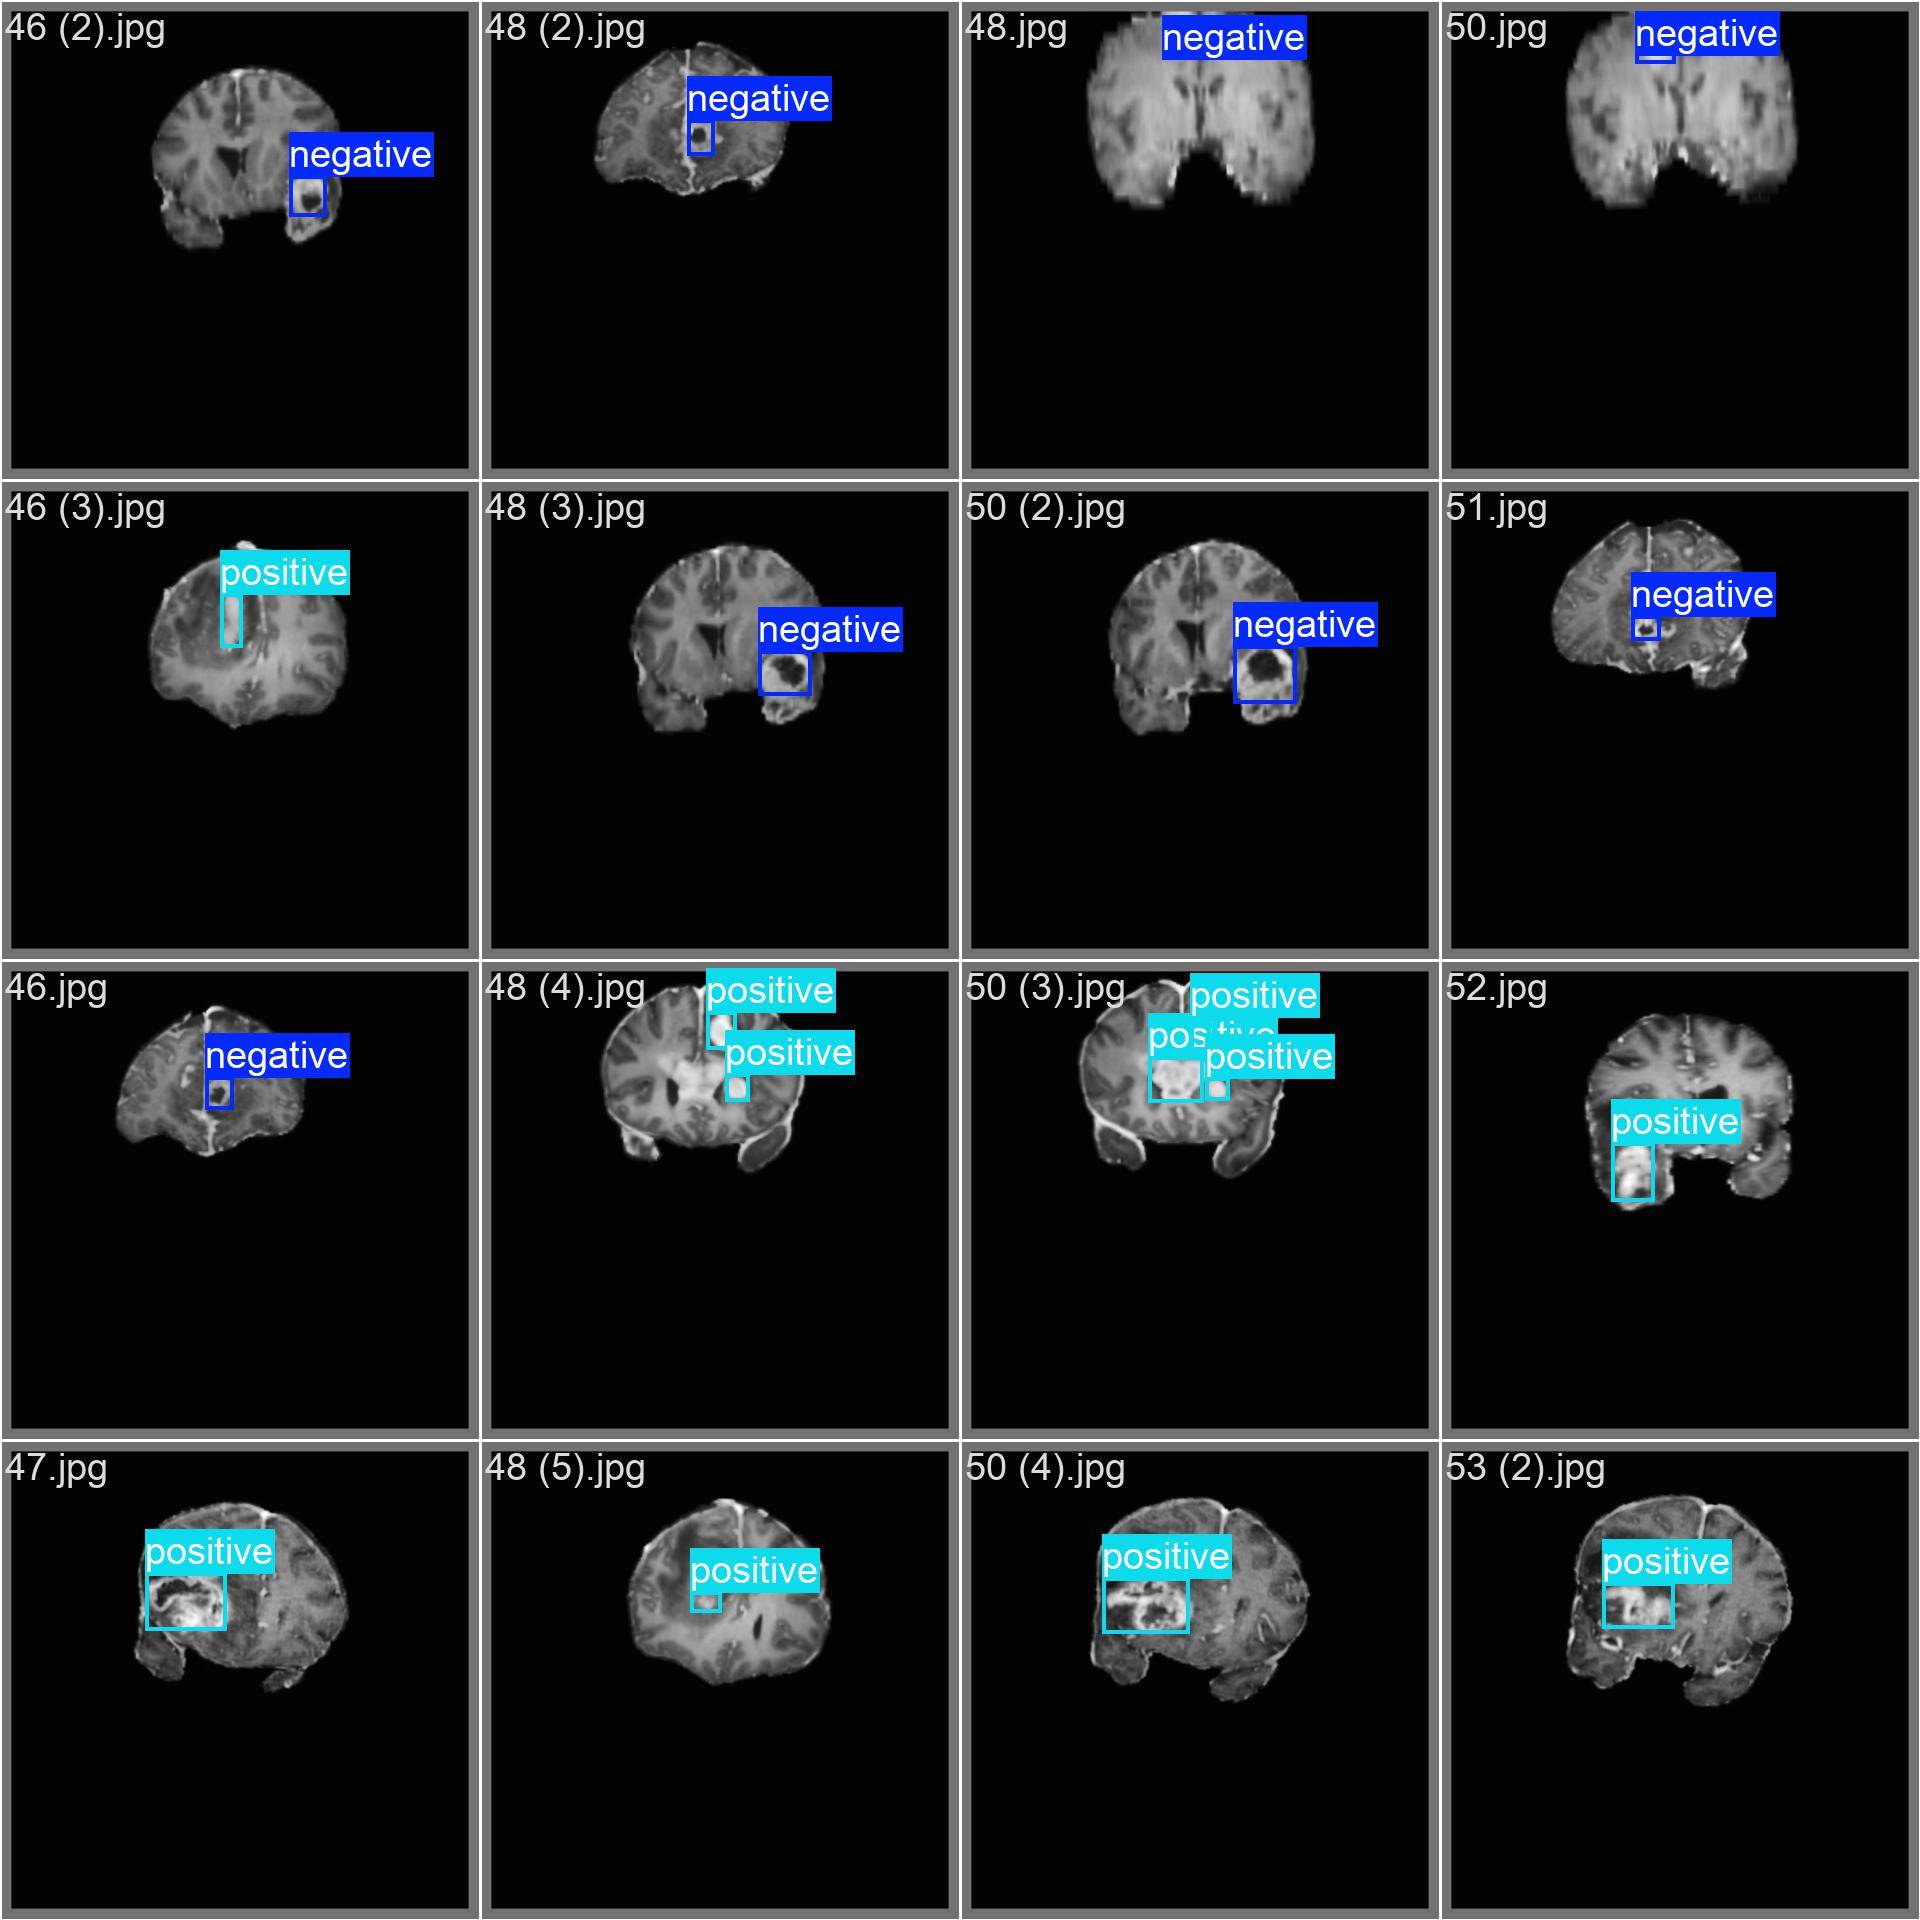 46 (2).jpg
negative
48 (2).jpg
negative
48.jpg
negative
50.jpg
negative
46 (3).jpg
positive
48 (3).jpg
negative
50 (2).jpg
negative
51.jpg
negative
46.jpg
negative
48 (4).jpg
positive
positive
50 (3).jpg
positive
positive
positive
52.jpg
positive
47.jpg
positive
48 (5).jpg
positive
50 (4).jpg
positive
53 (2).jpg
positive